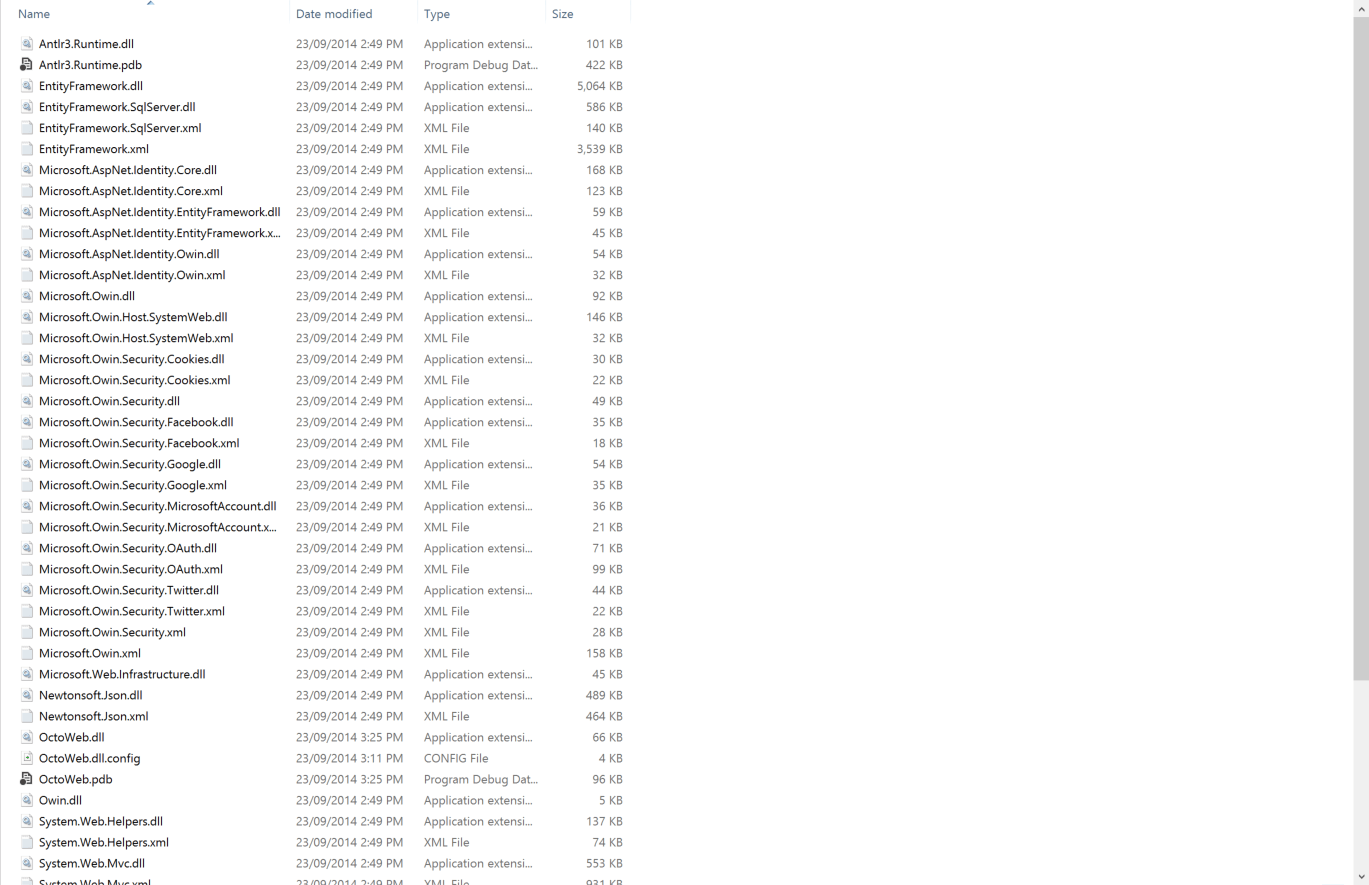 Name Date modified Type Size
Antlr3.Runtime.dll 23/09/2014 2:49 PM Application extensi... 101 KB
Antlr3.Runtime.pdb 23/09/2014 2:49 PM Program Debug Dat... 422 KB
EntityFramework.dll 23/09/2014 2:49 PM Application extensi... 5,064 KB
EntityFramework.SqlServer.dll 23/09/2014 2:49 PM Application extensi... 586 KB
EntityFramework.SqlServer.xml 23/09/2014 2:49 PM XML File 140 KB
EntityFramework.xml 23/09/2014 2:49 PM XML File 3,539 KB
Microsoft.AspNet.Identity.Core.dll 23/09/2014 2:49 PM Application extensi... 168 KB
Microsoft.AspNet.Identity.Core.xml 23/09/2014 2:49 PM XML File 123 KB
Microsoft.AspNet.Identity.EntityFramework.dll 23/09/2014 2:49 PM Application extensi... 59 KB
Microsoft.AspNet.Identity.EntityFramework.x... 23/09/2014 2:49 PM XML File 45 KB
Microsoft.AspNet.Identity.Owin.dll 23/09/2014 2:49 PM Application extensi... 54 KB
Microsoft.AspNet.Identity.Owin.xml 23/09/2014 2:49 PM XML File 32 KB
Microsoft.Owin.dll 23/09/2014 2:49 PM Application extensi... 92 KB
Microsoft.Owin.Host.SystemWeb.dll 23/09/2014 2:49 PM Application extensi... 146 KB
Microsoft.Owin.Host.SystemWeb.xml 23/09/2014 2:49 PM XML File 32 KB
Microsoft.Owin.Security.Cookies.dll 23/09/2014 2:49 PM Application extensi... 30 KB
Microsoft.Owin.Security.Cookies.xml 23/09/2014 2:49 PM XML File 22 KB
Microsoft.Owin.Security.dll 23/09/2014 2:49 PM Application extensi... 49 KB
Microsoft.Owin.Security.Facebook.dll 23/09/2014 2:49 PM Application extensi... 35 KB
Microsoft.Owin.Security.Facebook.xml 23/09/2014 2:49 PM XML File 18 KB
Microsoft.Owin.Security.Google.dll 23/09/2014 2:49 PM Application extensi... 54 KB
Microsoft.Owin.Security.Google.xml 23/09/2014 2:49 PM XML File 35 KB
Microsoft.Owin.Security.MicrosoftAccount.dll 23/09/2014 2:49 PM Application extensi... 36 KB
Microsoft.Owin.Security.MicrosoftAccount.x... 23/09/2014 2:49 PM XML File 21 KB
Microsoft.Owin.Security.OAuth.dll 23/09/2014 2:49 PM Application extensi... 71 KB
Microsoft.Owin.Security.OAuth.xml 23/09/2014 2:49 PM XML File 99 KB
Microsoft.Owin.Security.Twitter.dll 23/09/2014 2:49 PM Application extensi... 44 KB
Microsoft.Owin.Security.Twitter.xml 23/09/2014 2:49 PM XML File 22 KB
Microsoft.Owin.Security.xml 23/09/2014 2:49 PM XML File 28 KB
Microsoft.Owin.xml 23/09/2014 2:49 PM XML File 158 KB
Microsoft.Web.Infrastructure.dll 23/09/2014 2:49 PM Application extensi... 45 KB
Newtonsoft.Json.dll 23/09/2014 2:49 PM Application extensi... 489 KB
Newtonsoft.Json.xml 23/09/2014 2:49 PM XML File 464 KB
OctoWeb.dll 23/09/2014 3:25 PM Application extensi... 66 KB
OctoWeb.dll.config 23/09/2014 3:11 PM CONFIG File 4 KB
OctoWeb.pdb 23/09/2014 3:25 PM Program Debug Dat... 96 KB
Owin.dll 23/09/2014 2:49 PM Application extensi... 5 KB
System.Web.Helpers.dll 23/09/2014 2:49 PM Application extensi... 137 KB
System.Web.Helpers.xml 23/09/2014 2:49 PM XML File 74 KB
System.Web.Mvc.dll 23/09/2014 2:49 PM Application extensi... 553 KB
System.Web.Mvc.xml 23/09/2014 2:49 PM XML File 931 KB